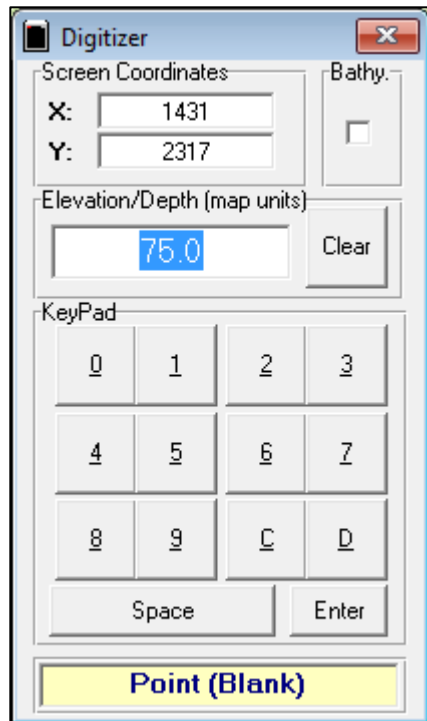 Digitizer
Screen Coordinates
Bathy.
X: 1431
Y: 2317
Elevation/Depth (map units)
75.0
Clear
KeyPad
0 1 2 3
4 5 6 7
8 9 C D
Space Enter
Point (Blank)